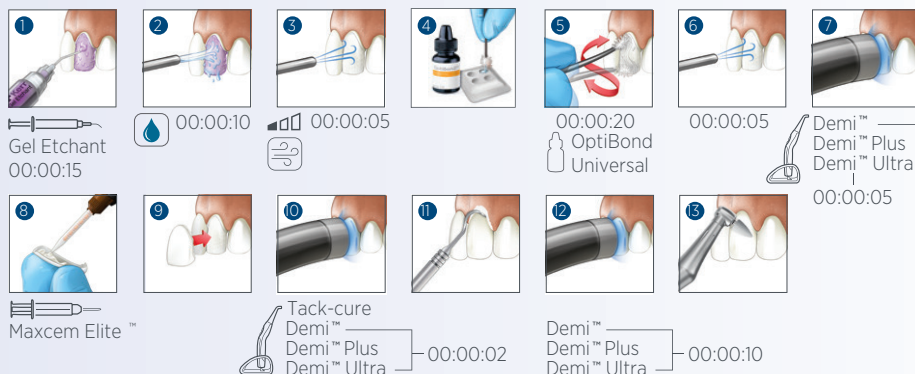 1
2
3
4
5
6
7
Gel Etchant
00:00:15
00:00:10
00:00:05
00:00:20
OptiBond
Universal
00:00:05
Demi™
Demi™ Plus
Demi™ Ultra
00:00:05
8
9
10
11
12
13
Maxcem Elite ™
Tack-cure
Demi™
Demi™ Plus
Demi™ Ultra
00:00:02
Demi™
Demi™ Plus
Demi™ Ultra
00:00:10